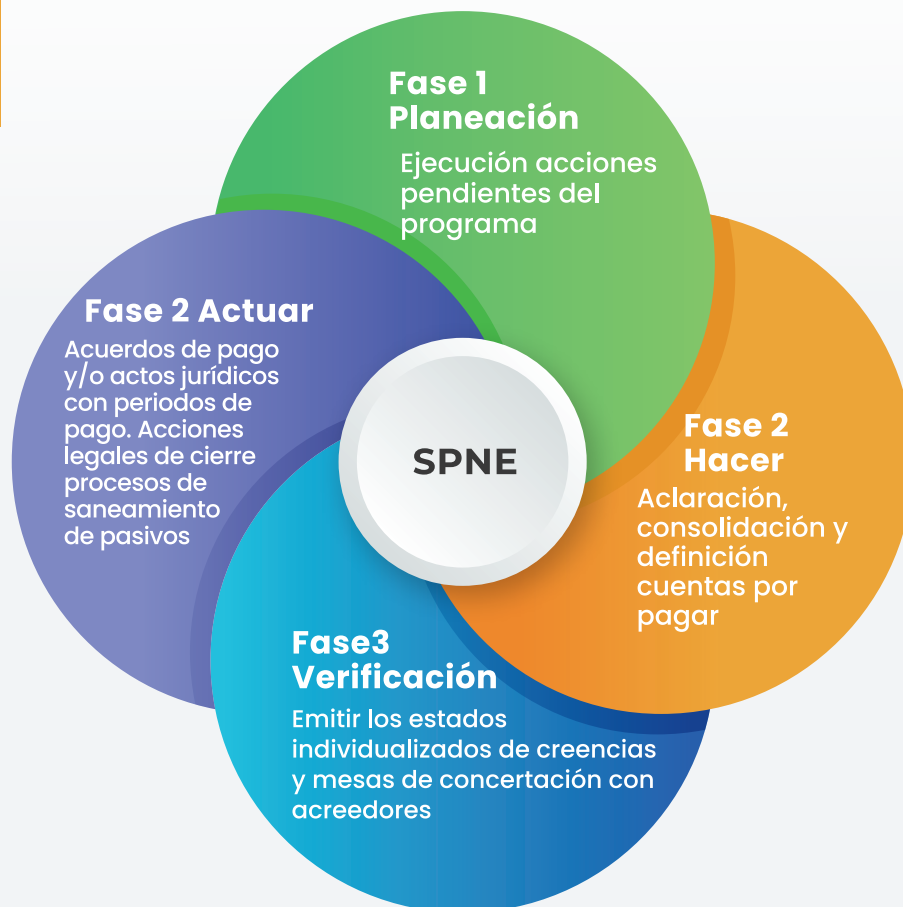 Fase 1
Planeación
Ejecución acciones
pendientes del
programa
Fase 2 Actuar
Acuerdos de pago
y/o actos jurídicos
con periodos de
pago. Acciones
legales de cierre
procesos de
saneamiento
de pasivos
SPNE
Fase 2
Hacer
Aclaración,
consolidación y
definición
cuentas por
pagar
Fase3
Verificación
Emitir los estados
individualizados de creencias
y mesas de concertación con
acreedores